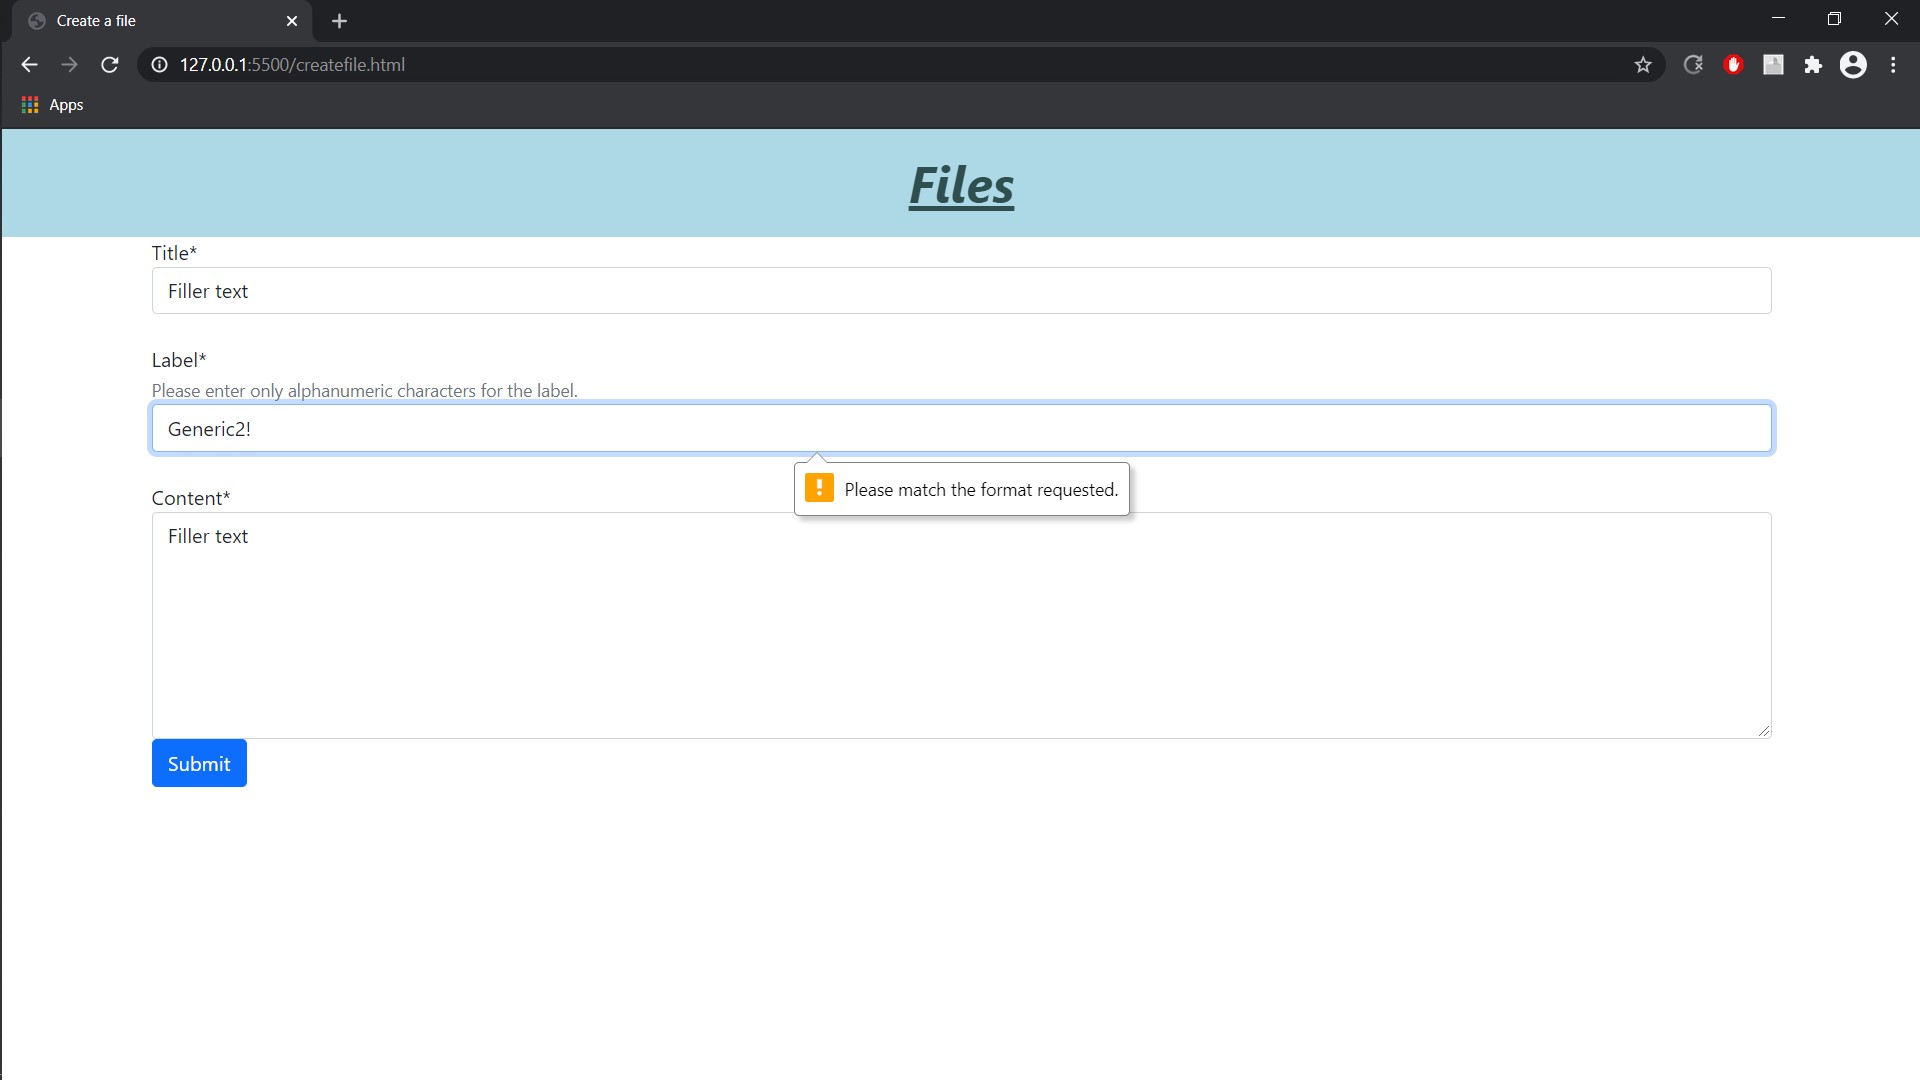 Create a file
127.0.0.1:5500/createfile.html
Apps
Files
Title*
Filler text
Label*
Please enter only alphanumeric characters for the label.
Generic2!
Please match the format requested.
Content*
Filler text
Submit